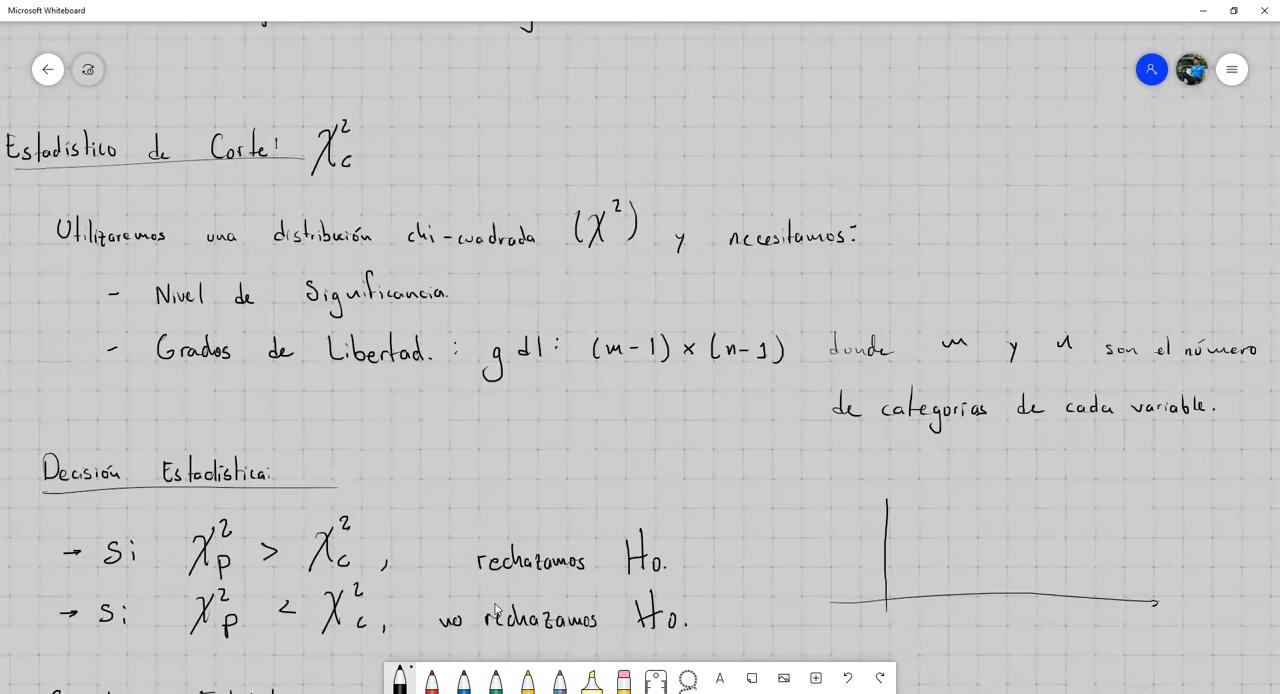 Microsoft Whiteboard
Estadístico de Corte: χ²c
Utilizaremos una distribución chi-cuadrada (χ²) y necesitamos:
- Nivel de Significancia.
- Grados de Libertad. : gdl: (m-1) × (n-1) donde m y n son el número
de categorías de cada variable.
Decisión Estadística:
→ Si χ²p > χ²c, rechazamos H0.
→ Si χ²p < χ²c, no rechazamos H0.